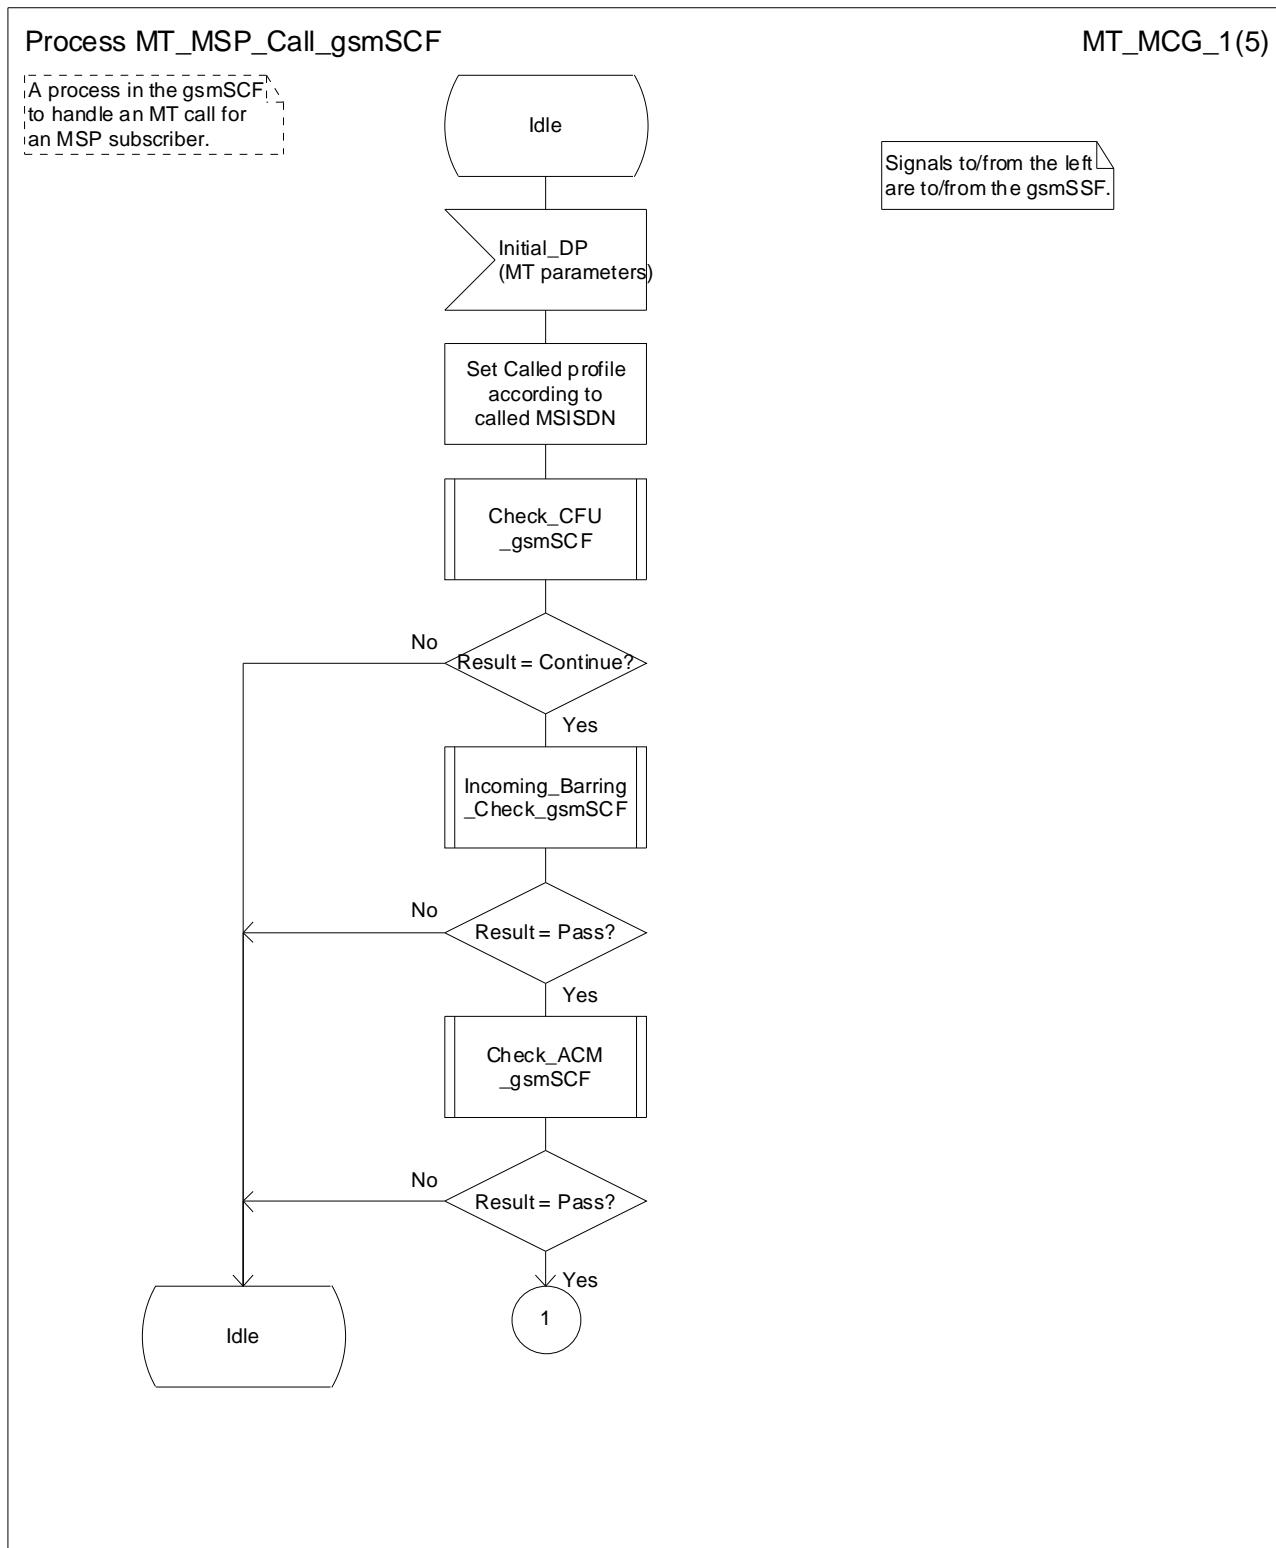 Process MT_MSP_Call_gsmSCF
MT_MCG_1(5)
A process in the gsmSCF
to handle an MT call for
an MSP subscriber.
Idle
Signals to/from the left
are to/from the gsmSSF.
Initial_DP
(MT parameters)
Set Called profile
according to
called MSISDN
Check_CFU
_gsmSCF
No
Result = Continue?
Yes
Incoming_Barring
_Check_gsmSCF
No
Result = Pass?
Yes
Check_ACM
_gsmSCF
No
Result = Pass?
Yes
Idle
1